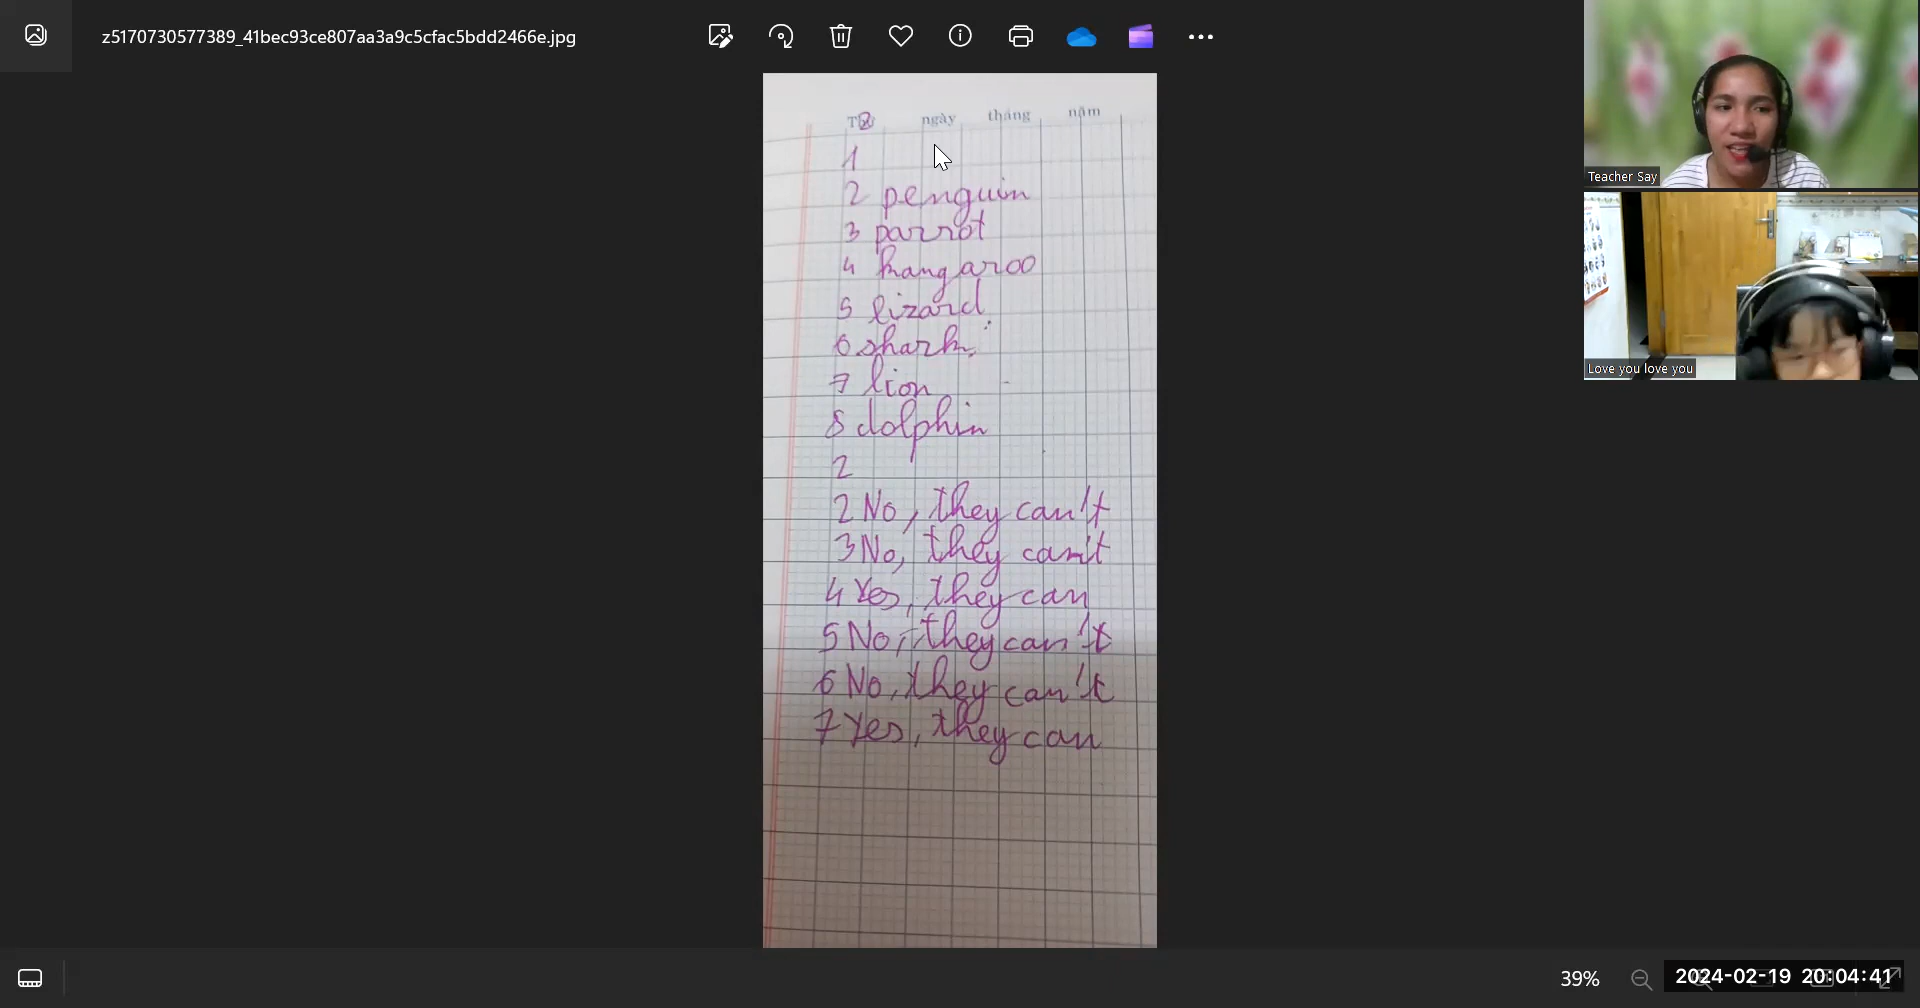 z5170730577389_41bec93ce807aa3a9c5cfac5bdd2466e.jpg
Teacher Say
Love you love you
Thứ 2 ngày tháng năm
1
2 penguin
3 parrot
4 kangaroo
5 lizard
6 shark.
7 lion
8 dolphin
2
2 No, they can't
3 No, they can't
4 Yes, they can
5 No, they can't
6 No, they can't
7 Yes, they can
39%
2024-02-19 20:04:41